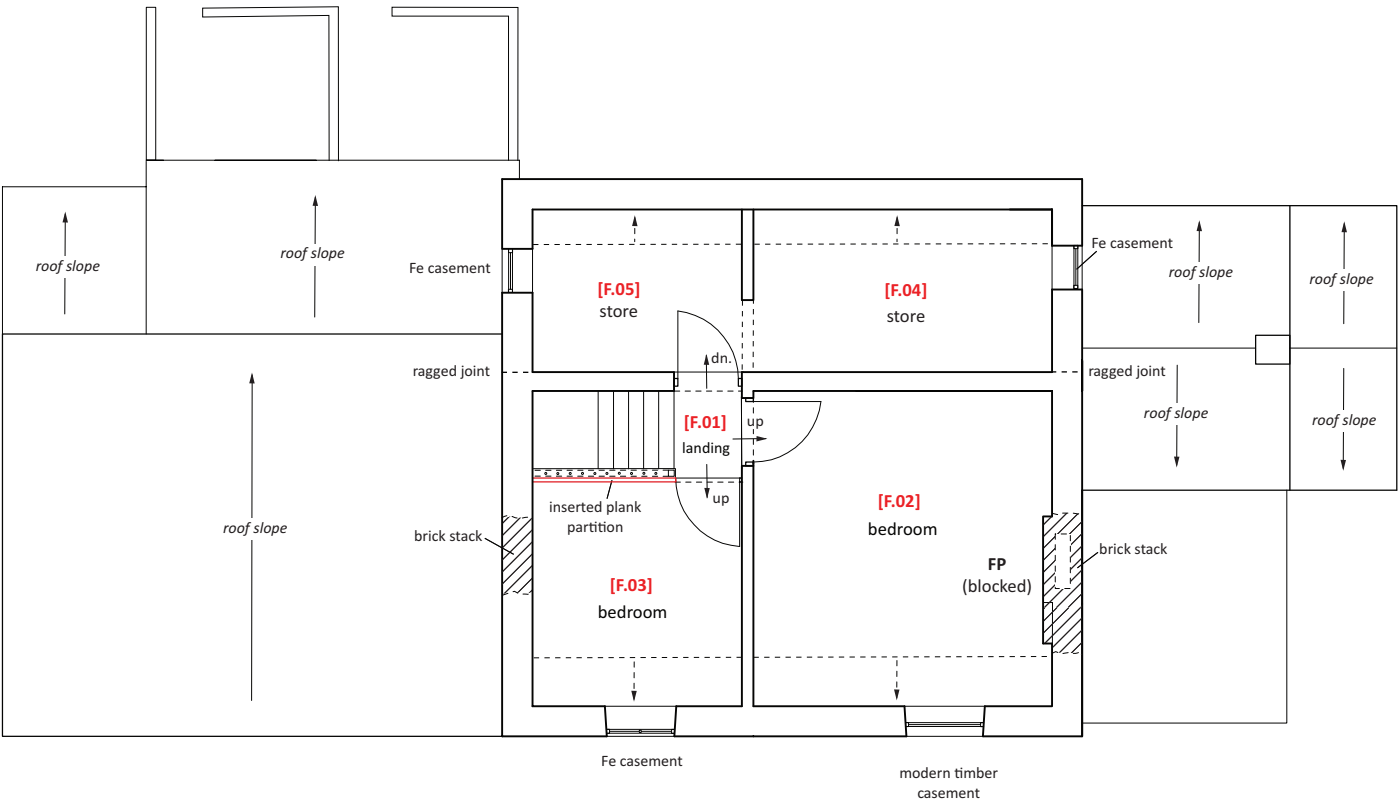 Fe casement
roof slope
roof slope
roof slope
roof slope
Fe casement
[F.05]
store
[F.04]
store
dn.
ragged joint
ragged joint
[F.01]
landing
up
roof slope
roof slope
up
inserted plank
partition
[F.02]
bedroom
roof slope
brick stack
brick stack
FP
(blocked)
[F.03]
bedroom
Fe casement
modern timber
casement